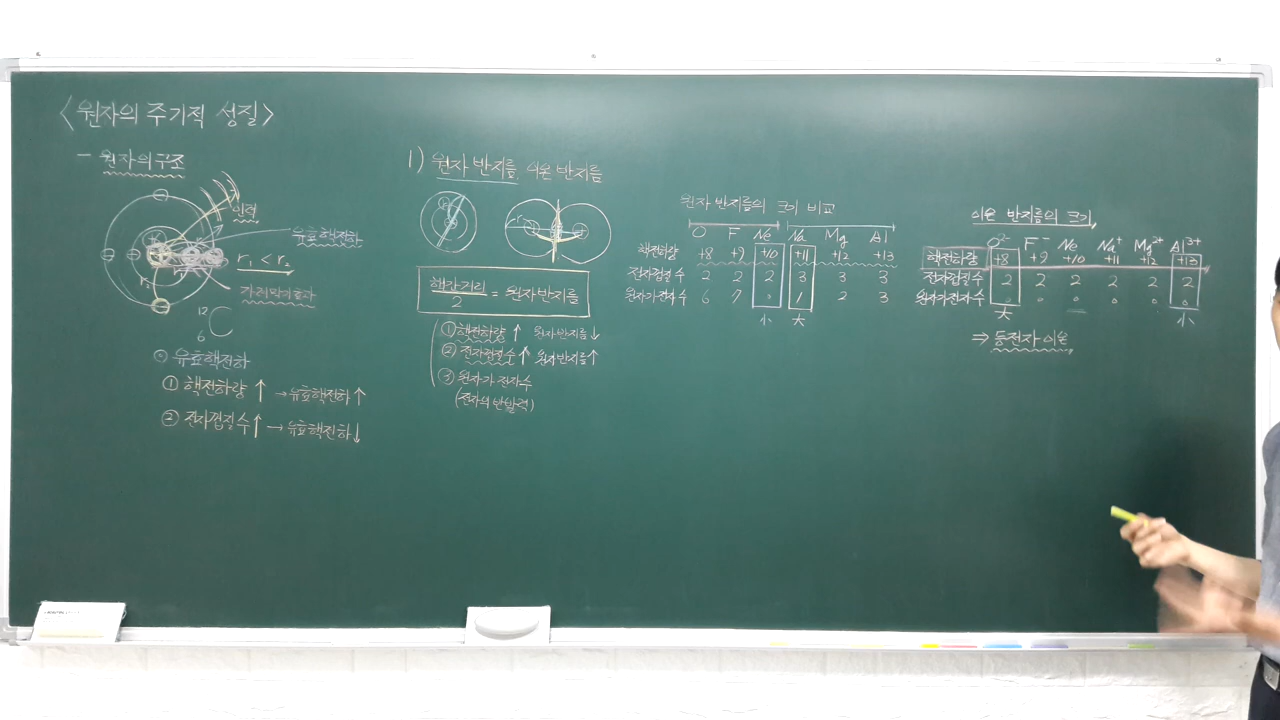 <원자의 주기적 성질>
- 원자의 구조
인력
유효핵전하
r₁ < r₂
가려막기효과
r₂
12
C
6
◎ 유효핵전하
① 핵전하량 ↑ → 유효핵전하 ↑
② 전자껍질수 ↑ → 유효핵전하 ↓
1) 원자 반지름, 이온 반지름
r
핵간거리
2
= 원자반지름
① 핵전하량 ↑ 원자반지름 ↓
② 전자껍질수 ↑ 원자반지름 ↑
③ 원자가 전자수
(전자의 반발력)
원자 반지름의 크기 비교
O F Ne Na Mg Al
핵전하량 +8 +9 +10 +11 +12 +13
전자껍질수 2 2 2 3 3 3
원자가전자수 6 7 0 1 2 3
小 大
이온 반지름의 크기,
O²⁻ F⁻ Ne Na⁺ Mg²⁺ Al³⁺
핵전하량 +8 +9 +10 +11 +12 +13
전자껍질수 2 2 2 2 2 2
원자가전자수 0 0 0 0 0 0
大 小
⇒ 등전자 이온